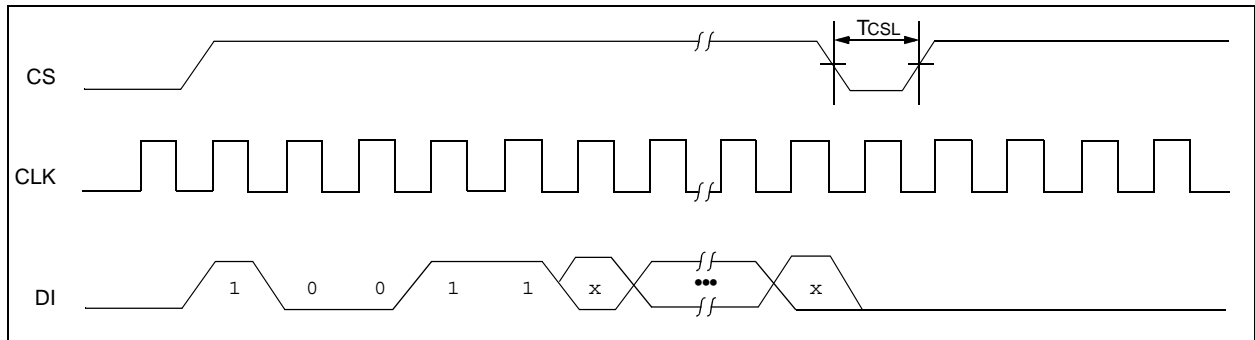 TCSL
CS
CLK
DI
1 0 0 1 1 x ••• x